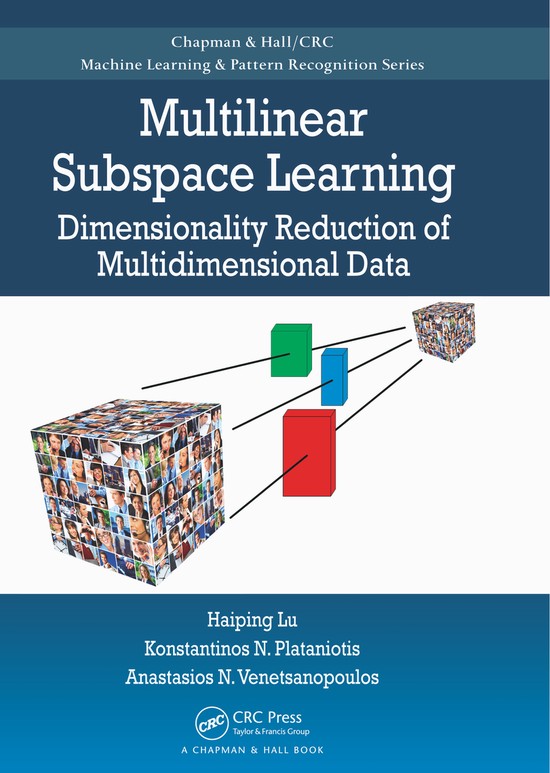 Chapman & Hall/CRC
Machine Learning & Pattern Recognition Series
Multilinear
Subspace Learning
Dimensionality Reduction of
Multidimensional Data
Haiping Lu
Konstantinos N. Plataniotis
Anastasios N. Venetsanopoulos
CRC
CRC Press
Taylor & Francis Group
A CHAPMAN & HALL BOOK